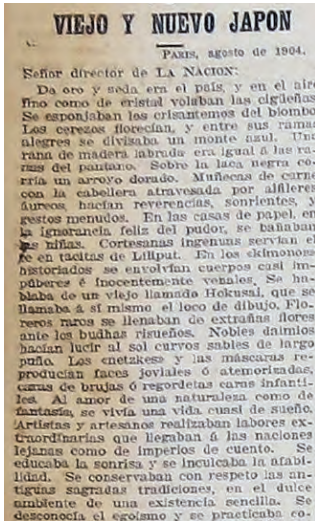 VIEJO Y NUEVO JAPON
PARIS, agosto de 1904.
Señor director de LA NACION:
De oro y seda era el país, y en el aire
fino como de cristal volaban las cigüeñas
Se esponjaban los crisantemos del biombo
Los cerezos florecían, y entre sus ramas
alegres se divisaba un monte azul. Una
rana de madera labrada era igual á las ra-
nas del pantano. Sobre la laca negra co-
rría un arroyo dorado. Muñecas de carne
con la cabellera atravesada por alfileres
áureos, hacían reverencias, sonrientes, y
gestos menudos. En las casas de papel, en
la ignorancia feliz del pudor, se bañaban
las niñas. Cortesanas ingenuas servían el
te en tacitas de Liliput. En los «kimonos»
historiados se envolvían cuerpos casi im-
púberes é inocentemente venales. Se ha-
blaba de un viejo llamado Hokusai, que se
llamaba á sí mismo el loco de dibujo. Flo-
reros raros se llenaban de extrañas flores
ante los budhas risueños. Nobles daimios
hacían lucir al sol curvos sables de largo
puño. Los «netzkes» y las máscaras re-
producían faces joviales ó atemorizadas,
caras de brujas ó regordetas caras infanti-
les. Al amor de una naturaleza como de
fantasía, se vivía una vida cuasi de sueño.
Artistas y artesanos realizaban labores ex-
traordinarias que llegaban á las naciones
lejanas como de imperios de cuento. Se
educaba la sonrisa y se inculcaba la afabi-
lidad. Se conservaban con respeto las an-
tiguas sagradas tradiciones, en el dulce
ambiente de una existencia sencilla. Se
desconocía el egoísmo y se practicaba co-